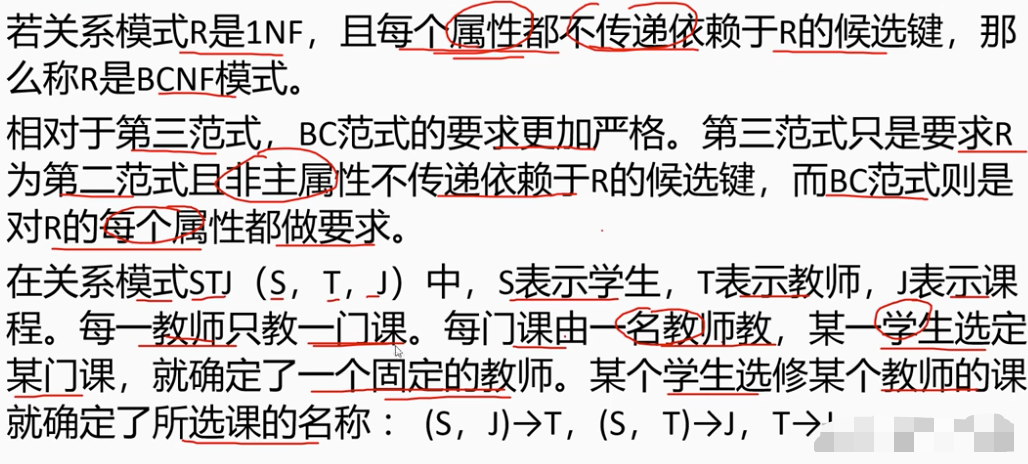 若关系模式R是1NF，且每个属性都不传递依赖于R的候选键，那
么称R是BCNF模式。
相对于第三范式，BC范式的要求更加严格。第三范式只是要求R
为第二范式且非主属性不传递依赖于R的候选键，而BC范式则是
对R的每个属性都做要求。
在关系模式STJ（S，T，J）中，S表示学生，T表示教师，J表示课
程。每一教师只教一门课。每门课由一名教师教，某一学生选定
某门课，就确定了一个固定的教师。某个学生选修某个教师的课
就确定了所选课的名称：(S，J)→T，(S，T)→J，T→